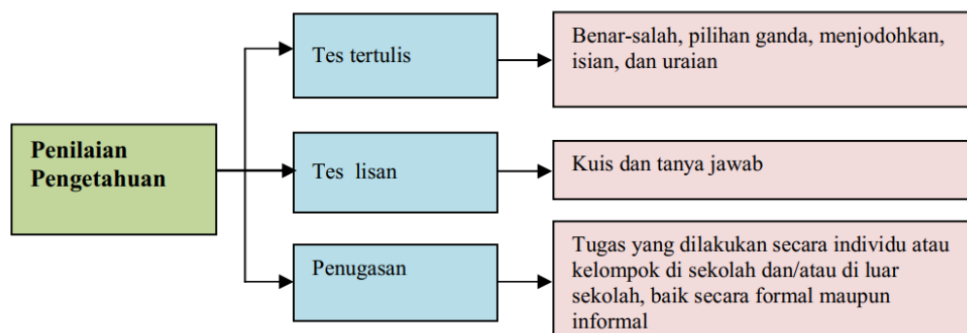 Penilaian
Pengetahuan
Tes tertulis
Benar-salah, pilihan ganda, menjodohkan,
isian, dan uraian
Tes lisan
Kuis dan tanya jawab
Penugasan
Tugas yang dilakukan secara individu atau
kelompok di sekolah dan/atau di luar
sekolah, baik secara formal maupun
informal